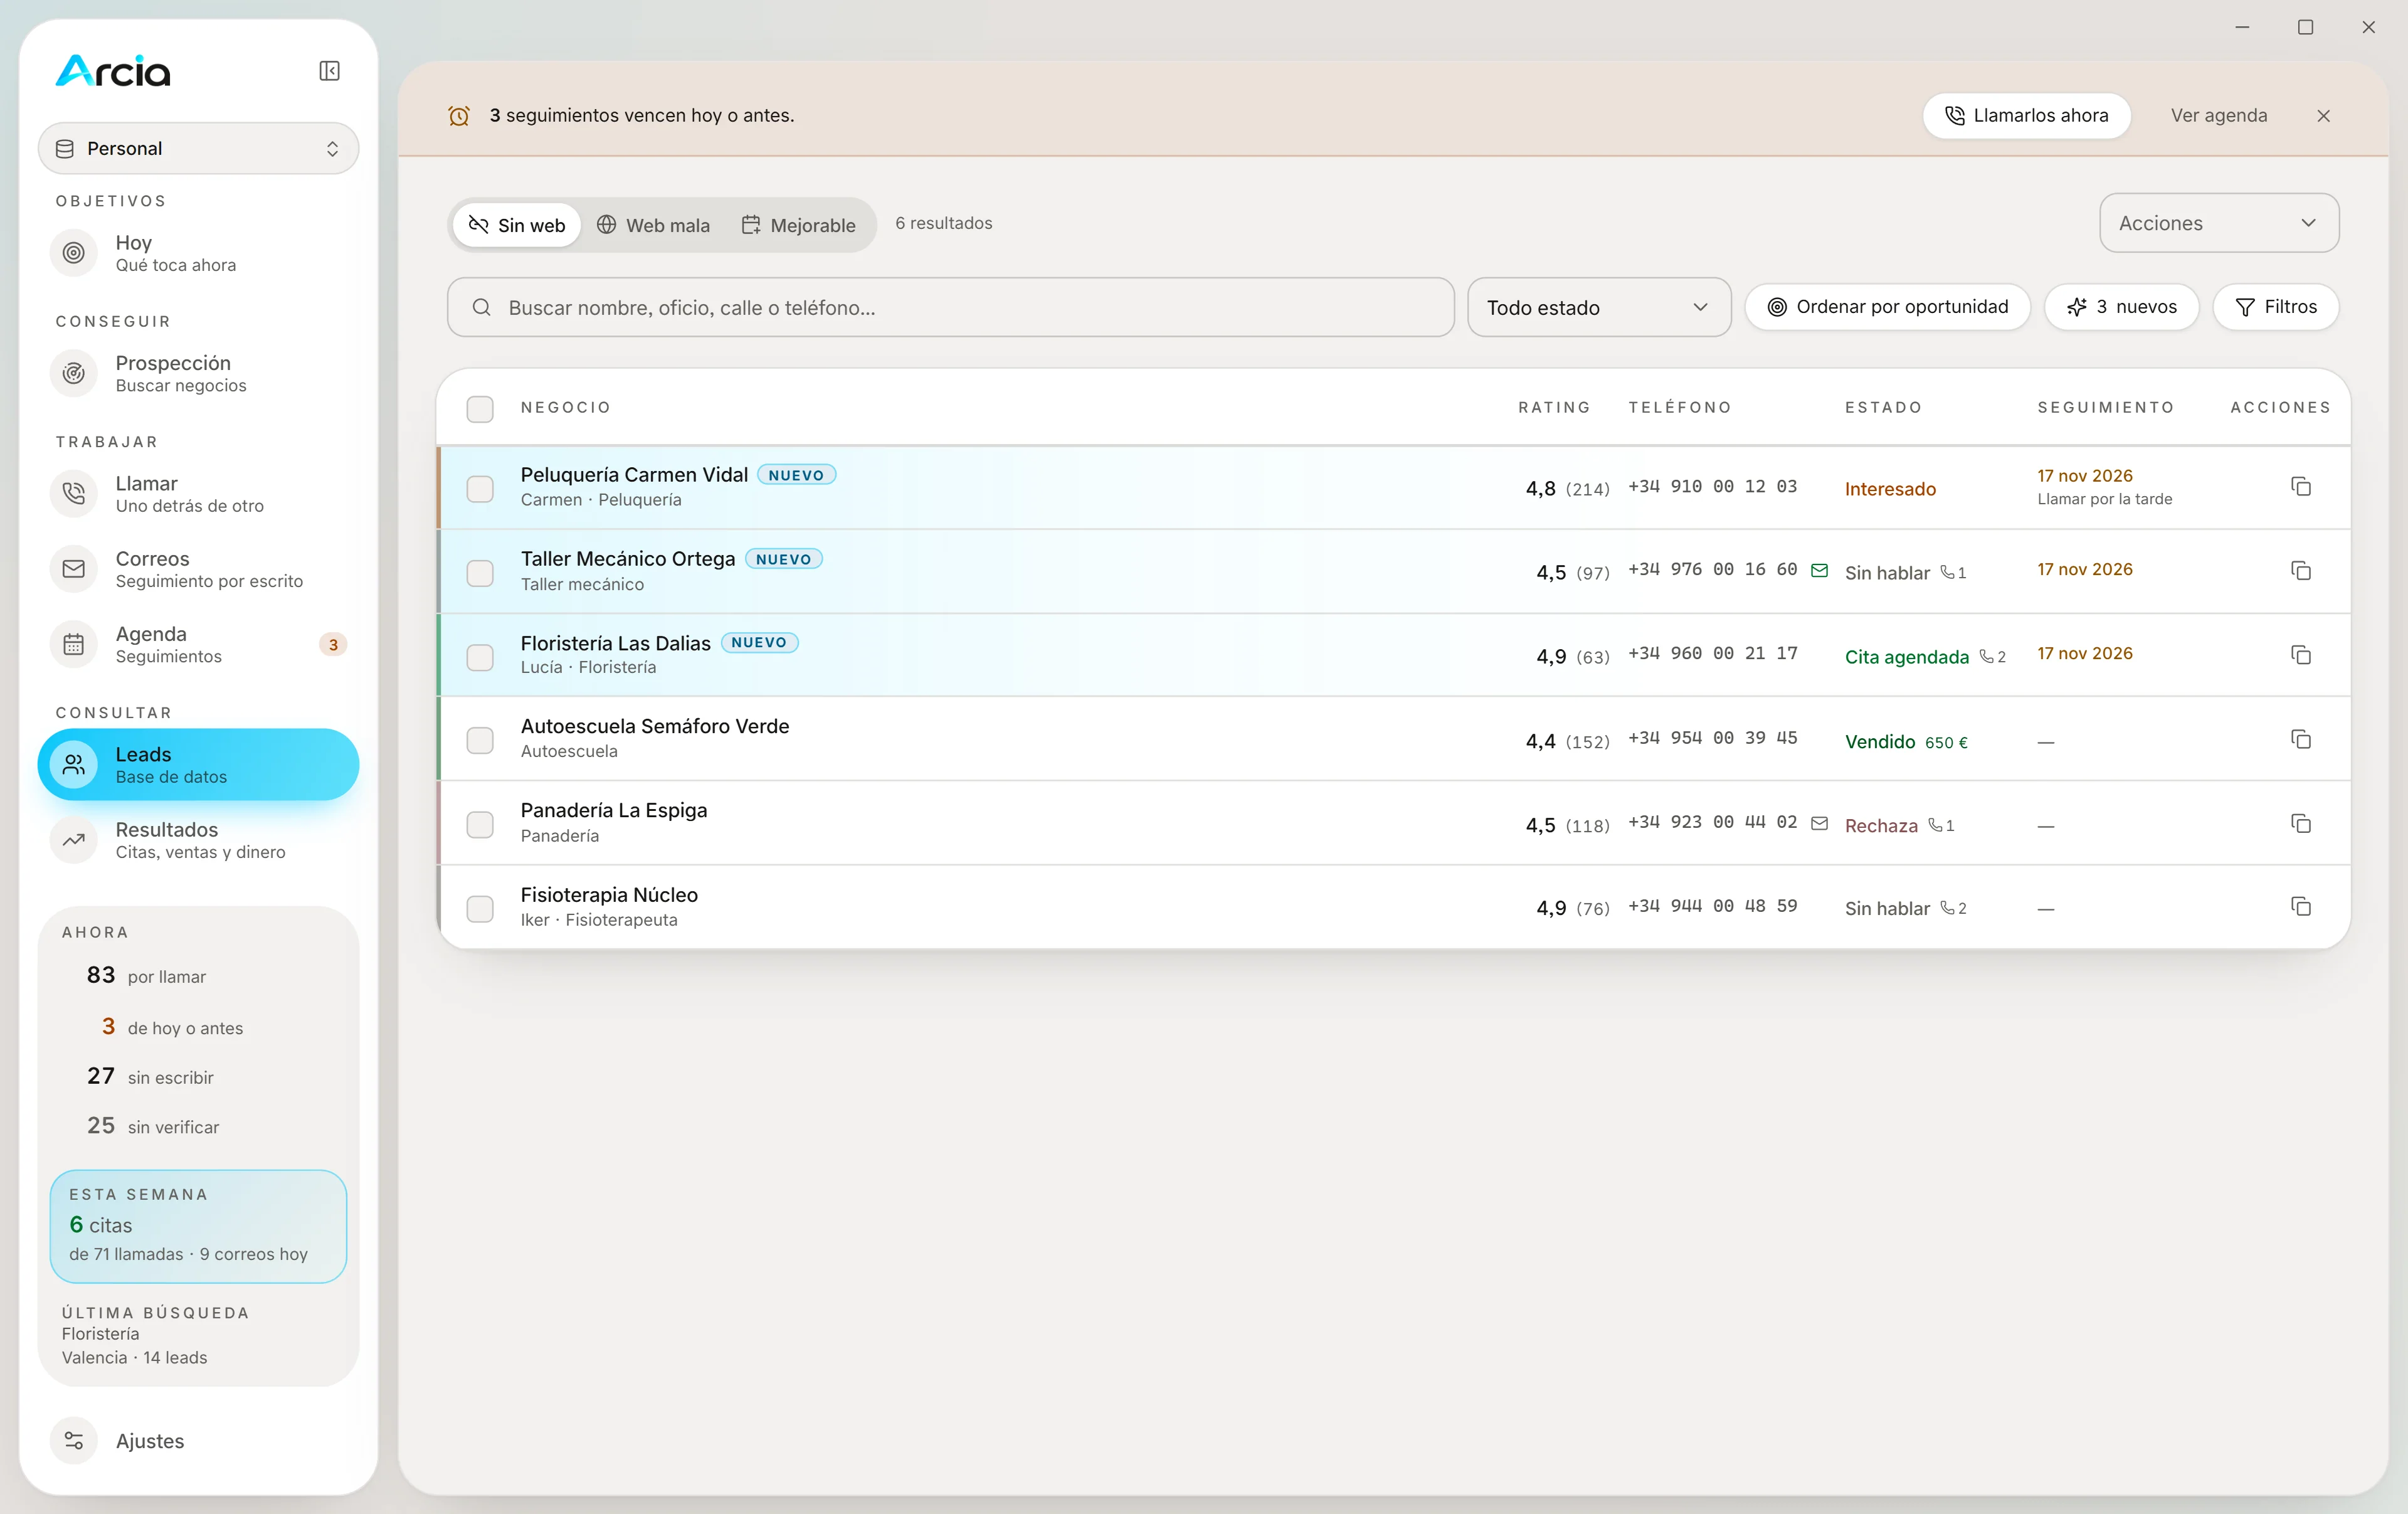 Arcia
Personal
OBJETIVOS
Hoy
Qué toca ahora
CONSEGUIR
Prospección
Buscar negocios
TRABAJAR
Llamar
Uno detrás de otro
Correos
Seguimiento por escrito
Agenda
Seguimientos
3
CONSULTAR
Leads
Base de datos
Resultados
Citas, ventas y dinero
AHORA
83 por llamar
3 de hoy o antes
27 sin escribir
25 sin verificar
ESTA SEMANA
6 citas
de 71 llamadas · 9 correos hoy
ÚLTIMA BÚSQUEDA
Floristería
Valencia · 14 leads
Ajustes
3 seguimientos vencen hoy o antes.
Llamarlos ahora
Ver agenda
Sin web
Web mala
Mejorable
6 resultados
Acciones
Buscar nombre, oficio, calle o teléfono...
Todo estado
Ordenar por oportunidad
3 nuevos
Filtros
NEGOCIO RATING TELÉFONO ESTADO SEGUIMIENTO ACCIONES
Peluquería Carmen Vidal NUEVO
Carmen · Peluquería
4,8 (214) +34 910 00 12 03 Interesado
17 nov 2026
Llamar por la tarde
Taller Mecánico Ortega NUEVO
Taller mecánico
4,5 (97) +34 976 00 16 60 Sin hablar 1 17 nov 2026
Floristería Las Dalias NUEVO
Lucía · Floristería
4,9 (63) +34 960 00 21 17 Cita agendada 2 17 nov 2026
Autoescuela Semáforo Verde
Autoescuela
4,4 (152) +34 954 00 39 45 Vendido 650 € —
Panadería La Espiga
Panadería
4,5 (118) +34 923 00 44 02 Rechaza 1 —
Fisioterapia Núcleo
Iker · Fisioterapeuta
4,9 (76) +34 944 00 48 59 Sin hablar 2 —